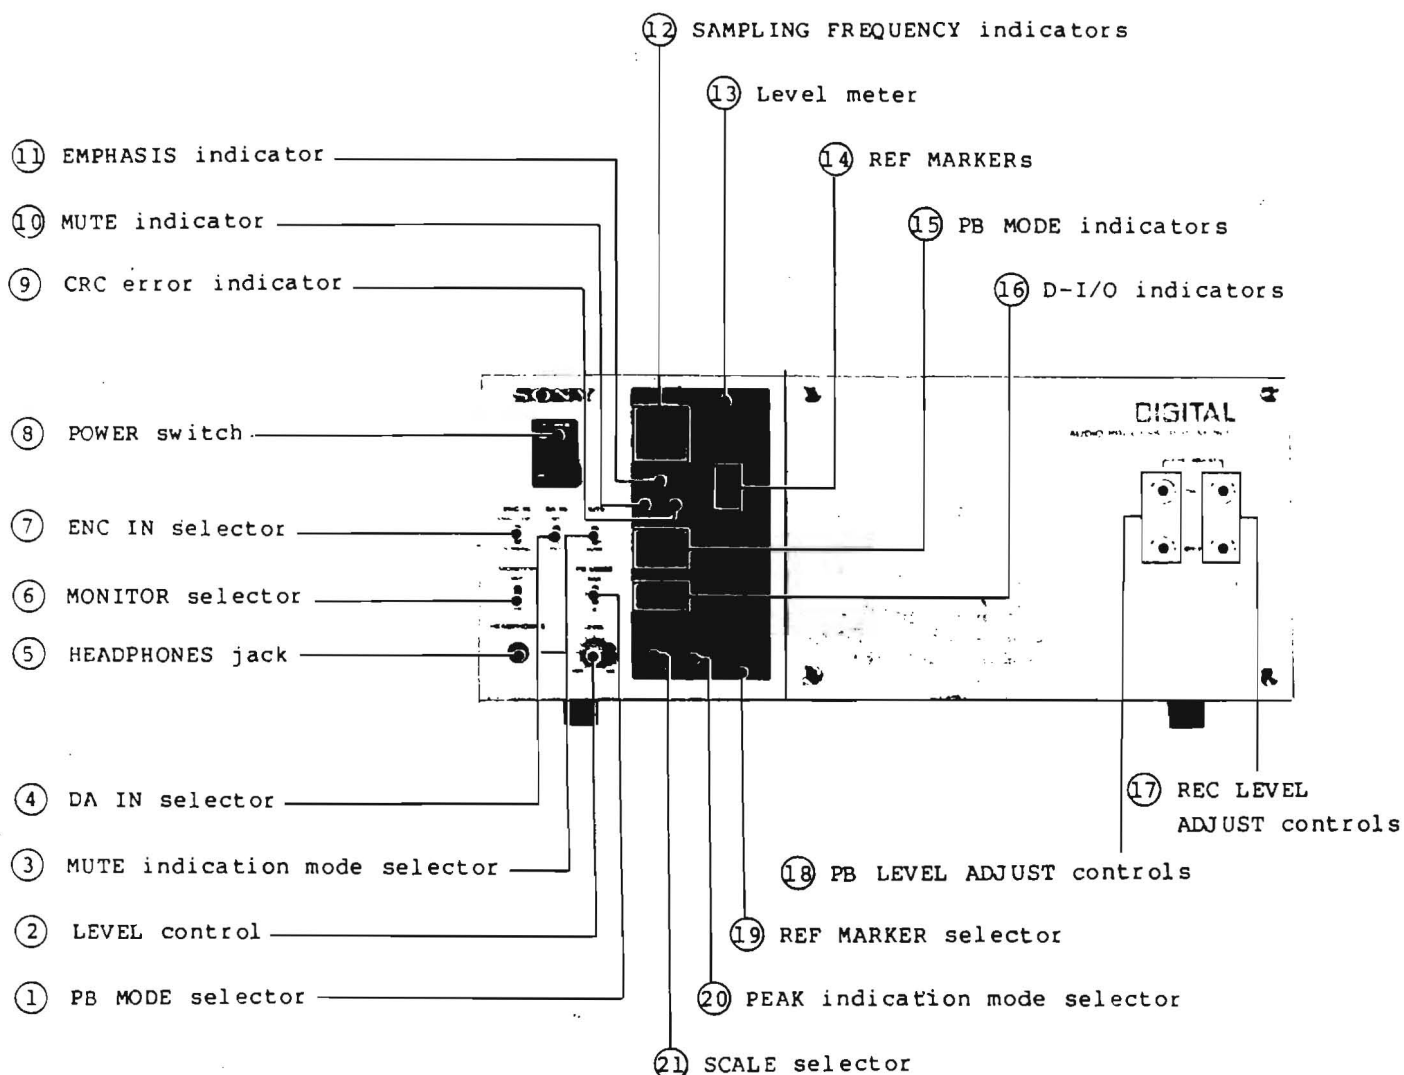 12 SAMPLING FREQUENCY indicators
13 Level meter
11 EMPHASIS indicator
14 REF MARKERs
10 MUTE indicator
15 PB MODE indicators
9 CRC error indicator
16 D-I/O indicators
SONY
DIGITAL
8 POWER switch
7 ENC IN selector
6 MONITOR selector
HEADPHONES
LEVEL
5 HEADPHONES jack
4 DA IN selector
17 REC LEVEL
ADJUST controls
3 MUTE indication mode selector
18 PB LEVEL ADJUST controls
2 LEVEL control
19 REF MARKER selector
1 PB MODE selector
20 PEAK indication mode selector
21 SCALE selector